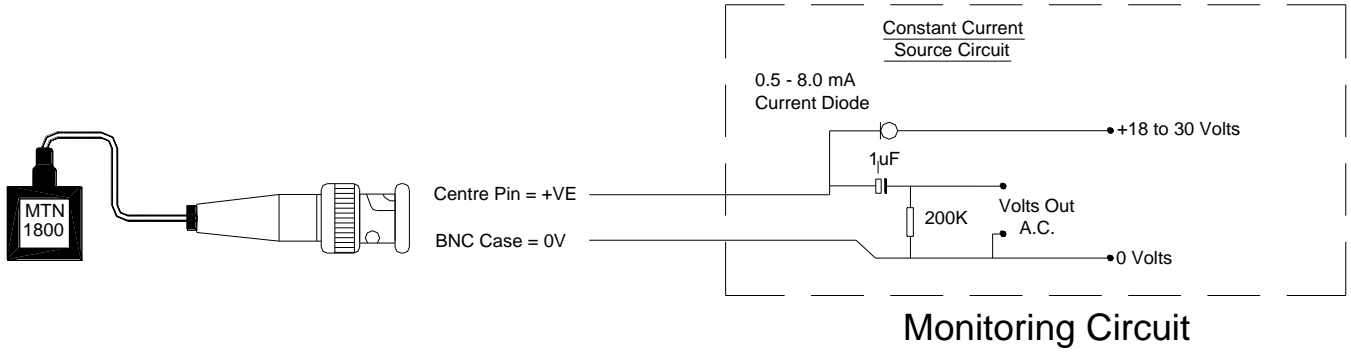 Constant Current
Source Circuit
0.5 - 8.0 mA
Current Diode
+18 to 30 Volts
1uF
MTN
1800
Centre Pin = +VE
200K
Volts Out
A.C.
BNC Case = 0V
0 Volts
Monitoring Circuit